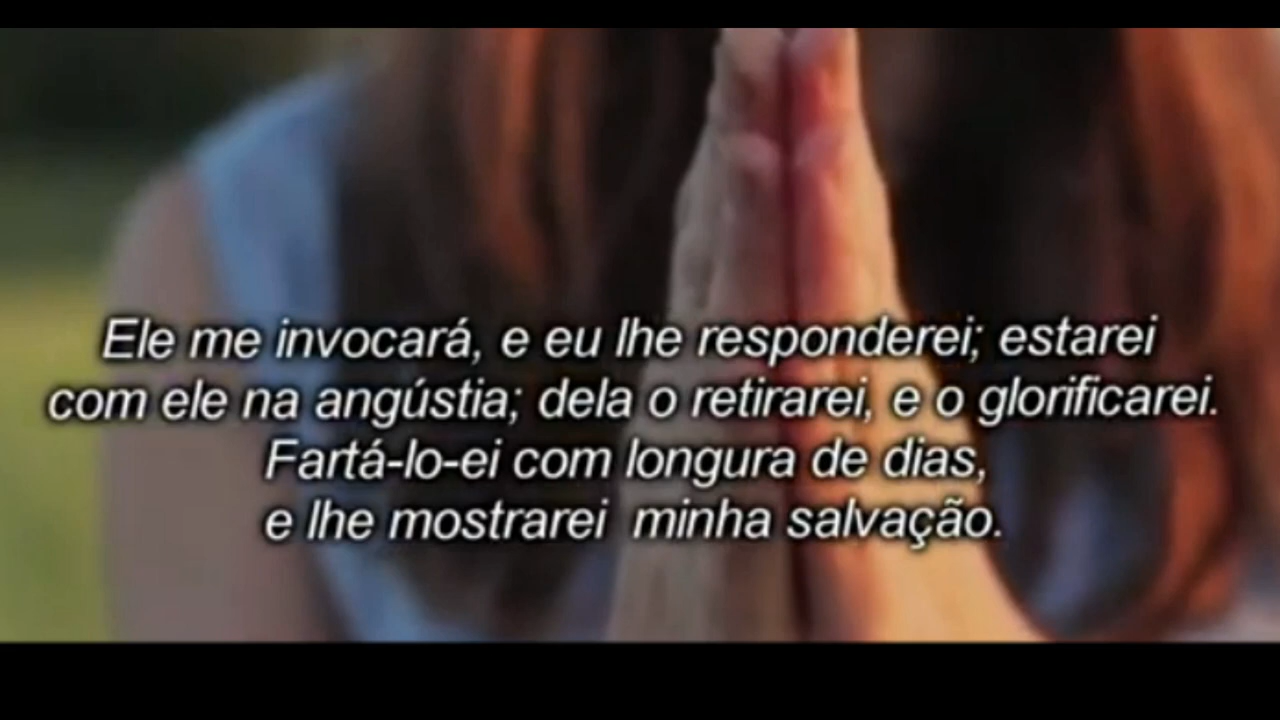 Ele me invocará, e eu lhe responderei; estarei
com ele na angústia; dela o retirarei, e o glorificarei.
Fartá-lo-ei com longura de dias,
e lhe mostrarei minha salvação.